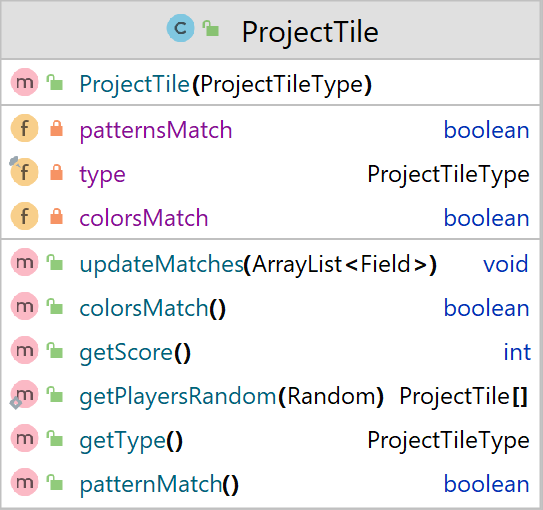 C ProjectTile
m ProjectTile(ProjectTileType)
f patternsMatch boolean
f type ProjectTileType
f colorsMatch boolean
m updateMatches(ArrayList<Field>) void
m colorsMatch() boolean
m getScore() int
m getPlayersRandom(Random) ProjectTile[]
m getType() ProjectTileType
m patternMatch() boolean